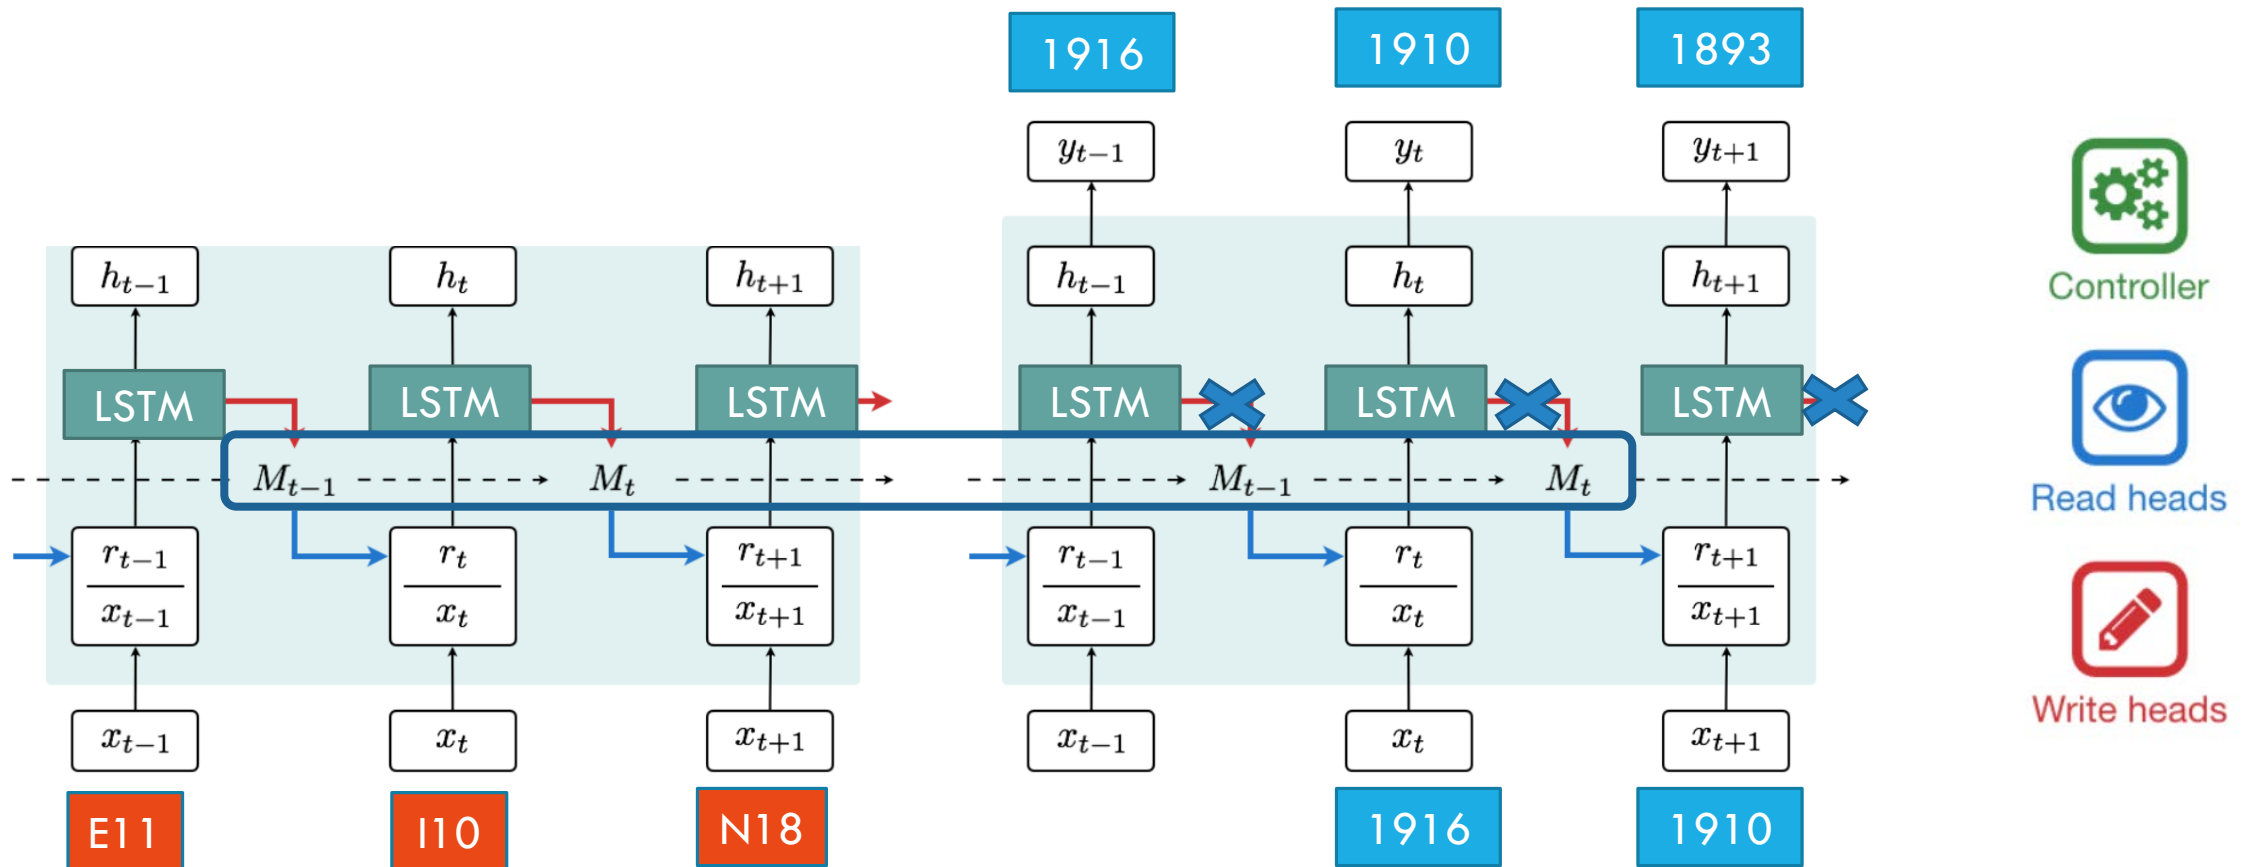 1916 1910 1893
y_{t-1} y_t y_{t+1}
h_{t-1} h_t h_{t+1} h_{t-1} h_t h_{t+1}
Controller
LSTM LSTM LSTM LSTM LSTM LSTM
M_{t-1} M_t M_{t-1} M_t
Read heads
r_{t-1} r_t r_{t+1} r_{t-1} r_t r_{t+1}
x_{t-1} x_t x_{t+1} x_{t-1} x_t x_{t+1}
Write heads
x_{t-1} x_t x_{t+1} x_{t-1} x_t x_{t+1}
E11 I10 N18 1916 1910